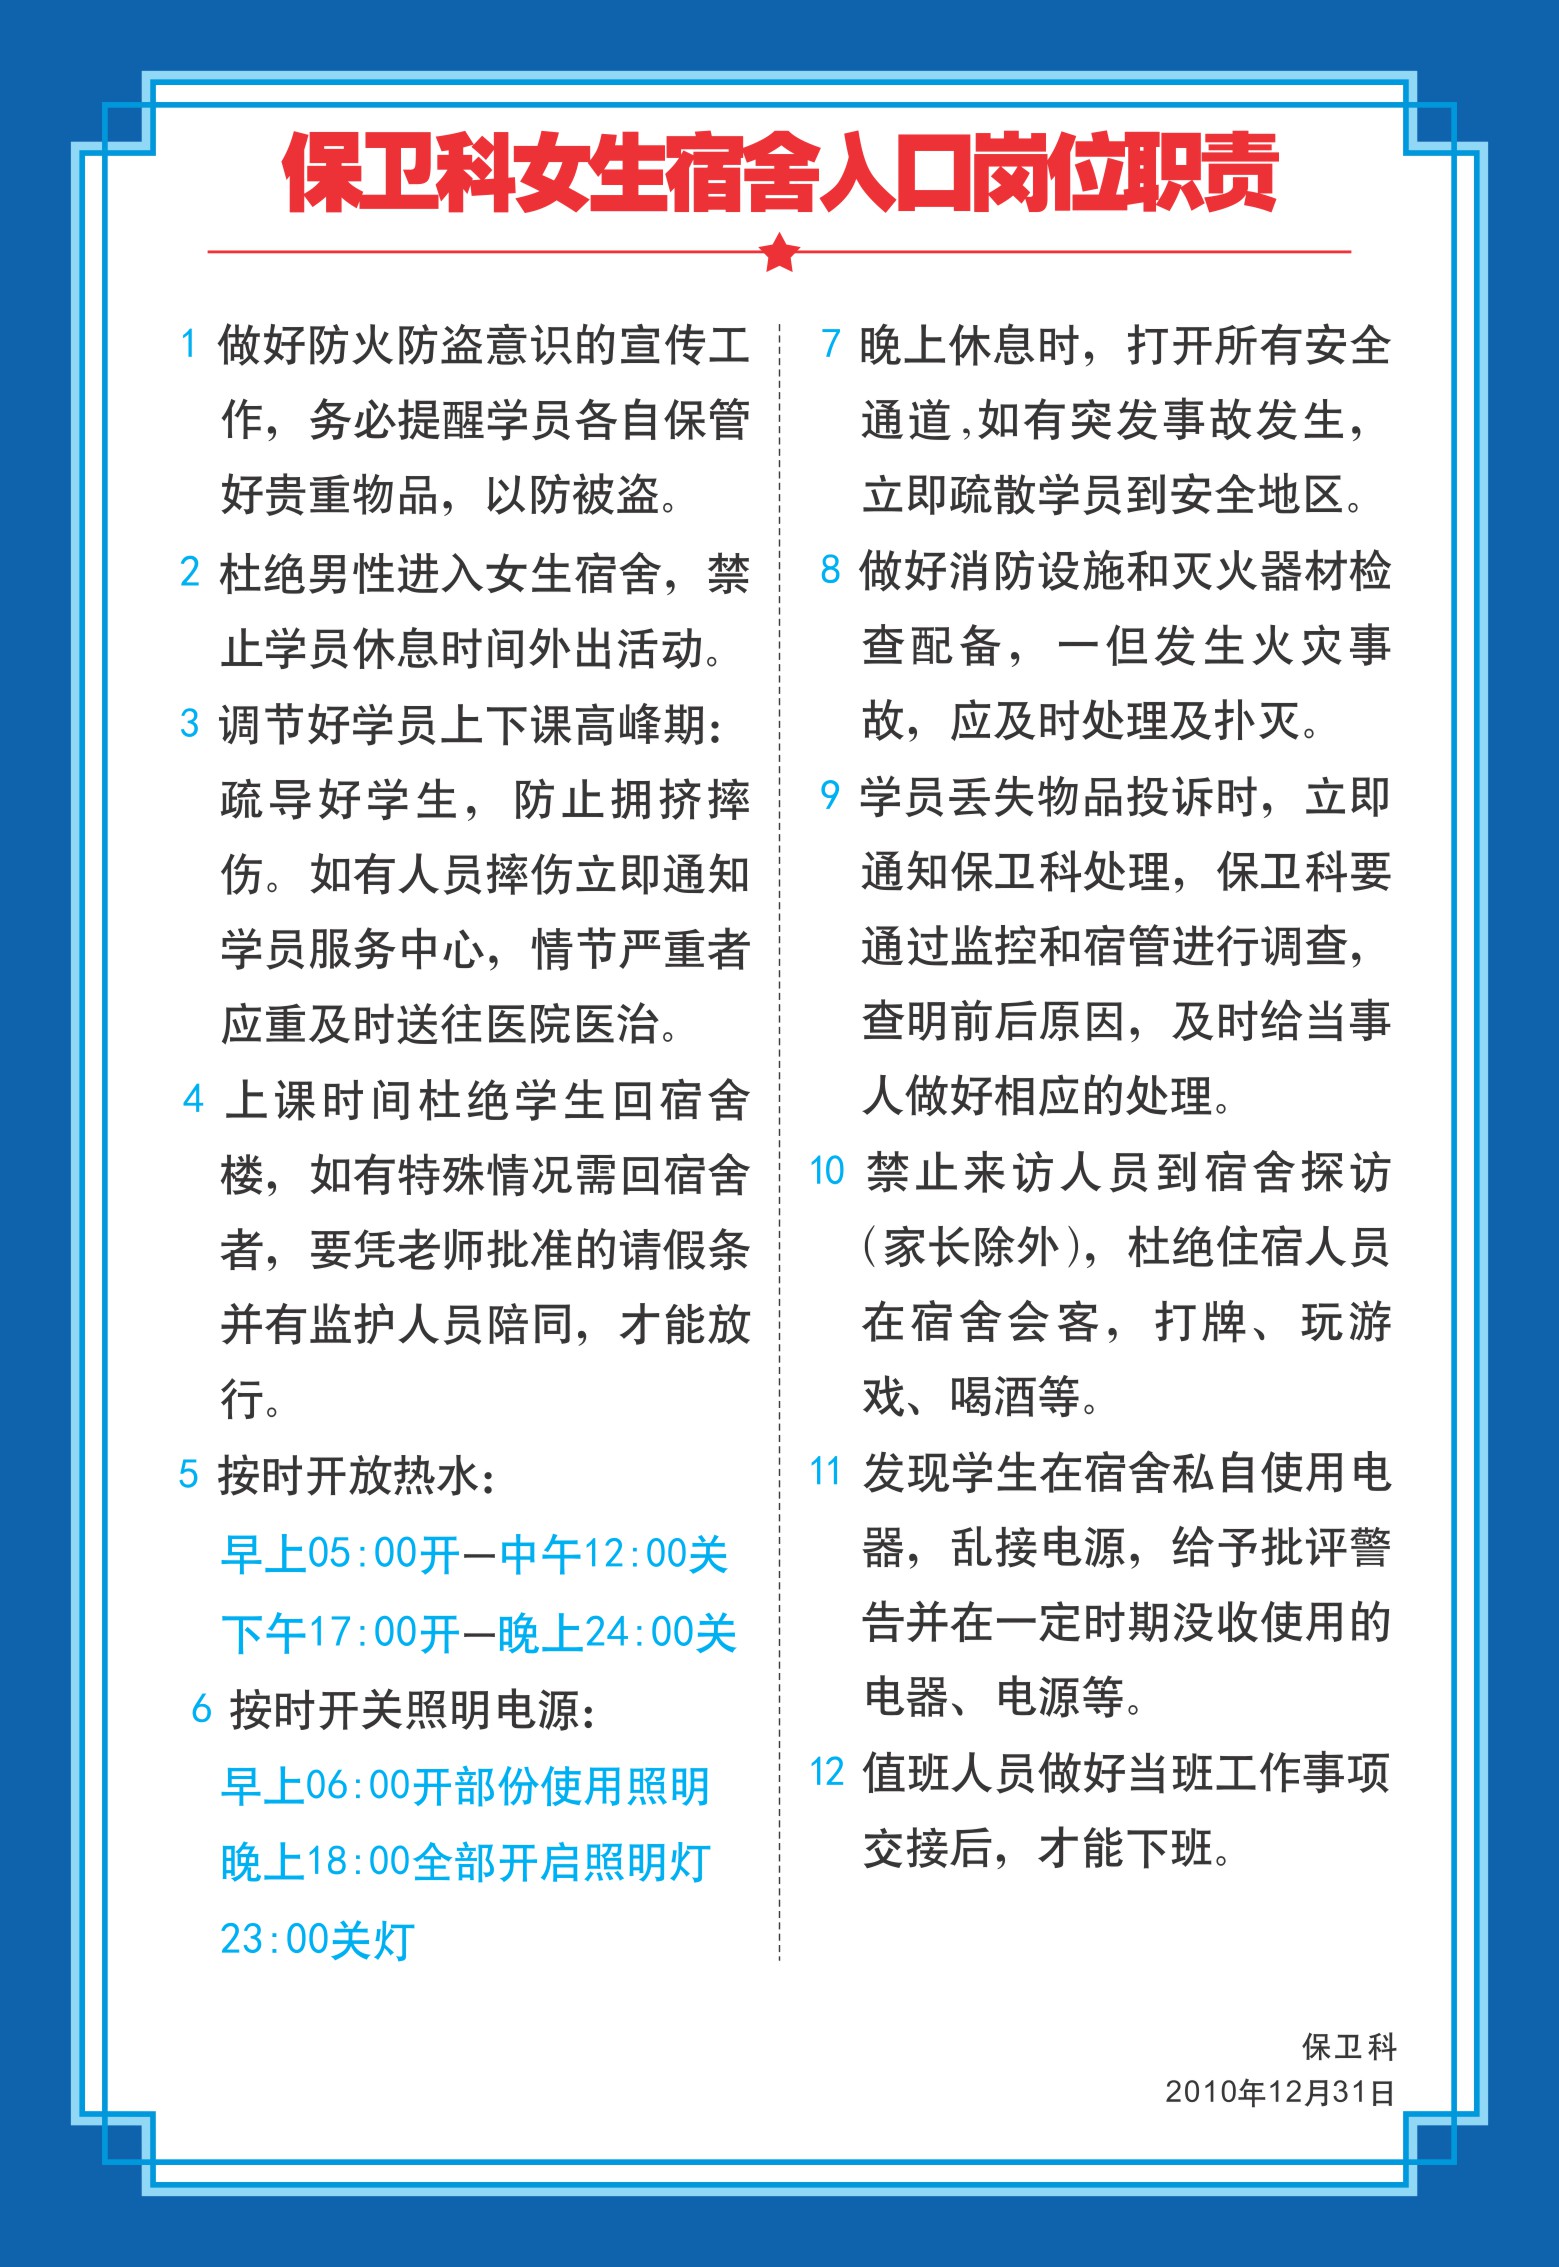 保卫科女生宿舍人口岗位职责
1 做好防火防盗意识的宣传工
作，务必提醒学员各自保管
好贵重物品，以防被盗。
2 杜绝男性进入女生宿舍，禁
止学员休息时间外出活动。
3 调节好学员上下课高峰期：
疏导好学生，防止拥挤摔
伤。如有人员摔伤立即通知
学员服务中心，情节严重者
应重及时送往医院医治。
4 上课时间杜绝学生回宿舍
楼，如有特殊情况需回宿舍
者，要凭老师批准的请假条
并有监护人员陪同，才能放
行。
5 按时开放热水：
早上05:00开—中午12:00关
下午17:00开—晚上24:00关
6 按时开关照明电源：
早上06:00开部份使用照明
晚上18:00全部开启照明灯
23:00关灯
7 晚上休息时，打开所有安全
通道,如有突发事故发生，
立即疏散学员到安全地区。
8 做好消防设施和灭火器材检
查配备，一但发生火灾事
故，应及时处理及扑灭。
9 学员丢失物品投诉时，立即
通知保卫科处理，保卫科要
通过监控和宿管进行调查，
查明前后原因，及时给当事
人做好相应的处理。
10 禁止来访人员到宿舍探访
（家长除外），杜绝住宿人员
在宿舍会客，打牌、玩游
戏、喝酒等。
11 发现学生在宿舍私自使用电
器，乱接电源，给予批评警
告并在一定时期没收使用的
电器、电源等。
12 值班人员做好当班工作事项
交接后，才能下班。
保卫科
2010年12月31日